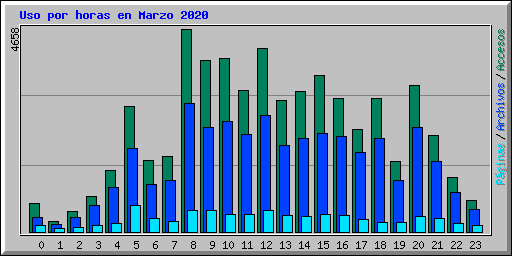 Uso por horas en Marzo 2020
4658
Páginas / Archivos / Accesos
0 1 2 3 4 5 6 7 8 9 10 11 12 13 14 15 16 17 18 19 20 21 22 23